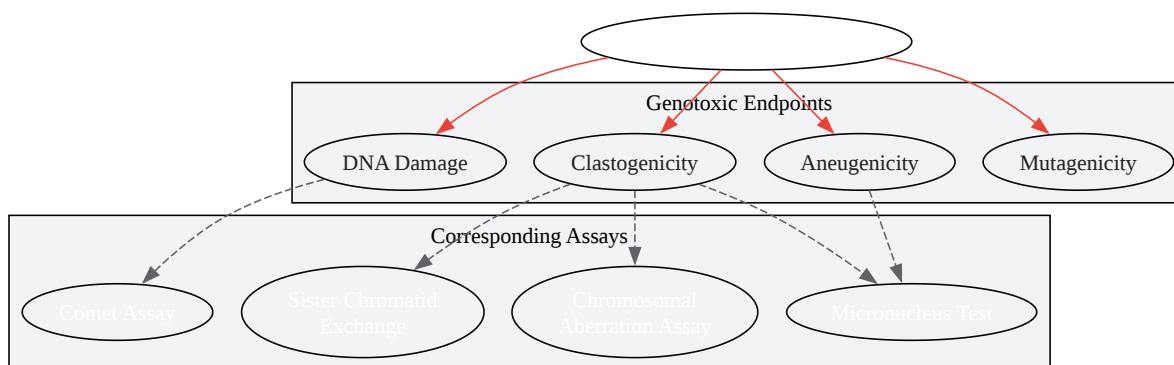 Genotoxic Endpoints
DNA Damage
Clastogenicity
Aneugenicity
Mutagenicity
Corresponding Assays
Comet Assay
Sister Chromatid
Exchange
Chromosomal
Aberration Assay
Micronucleus Test